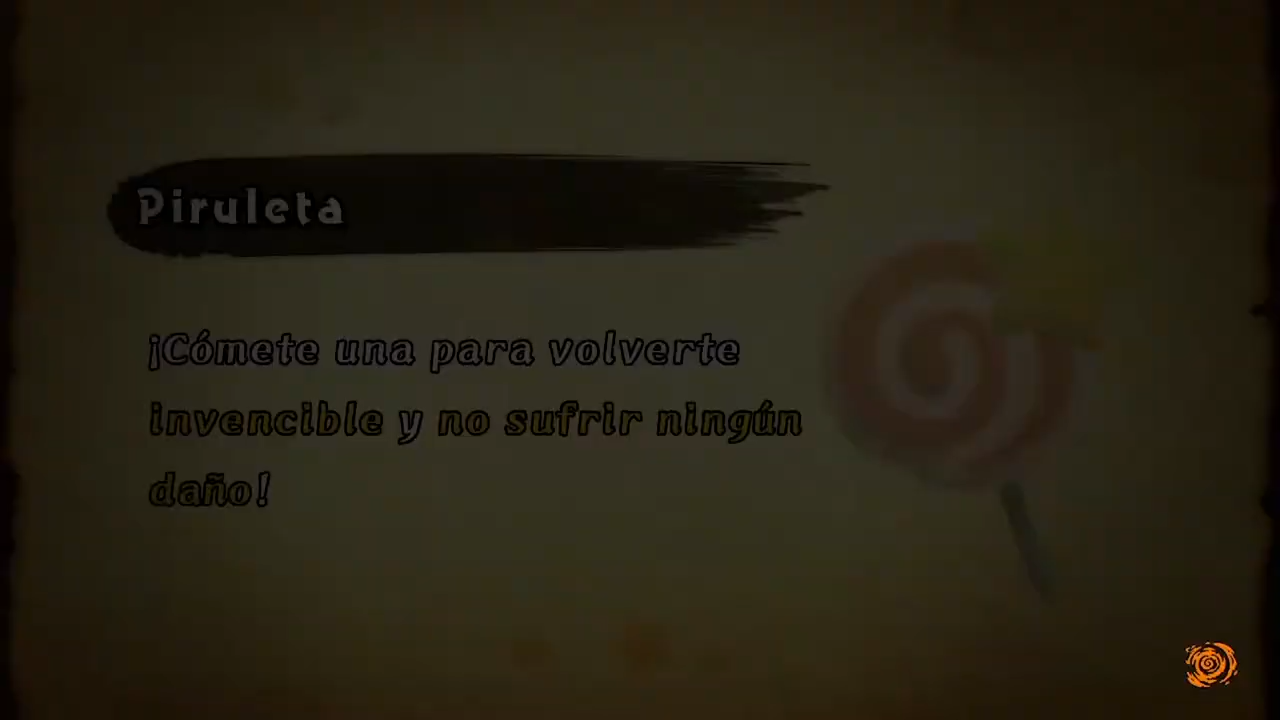 Piruleta
¡Cómete una para volverte
invencible y no sufrir ningún
daño!